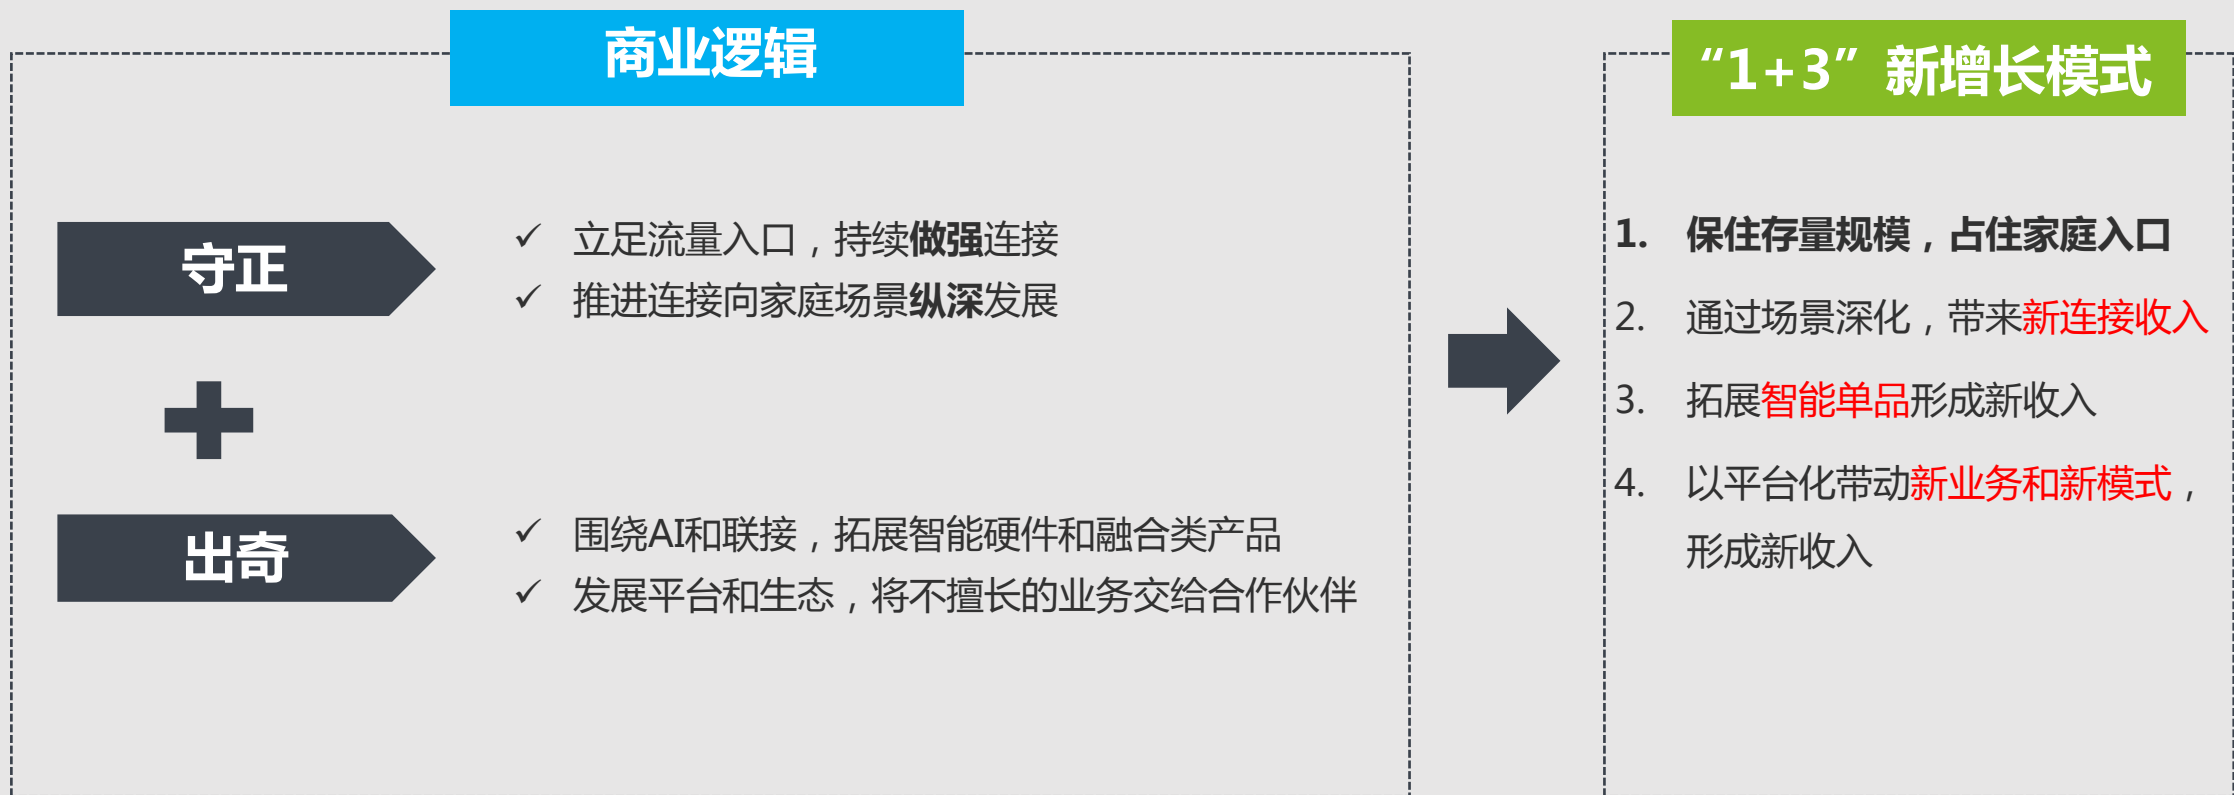 商业逻辑
守正
✓ 立足流量入口，持续做强连接
✓ 推进连接向家庭场景纵深发展
出奇
✓ 围绕AI和联接，拓展智能硬件和融合类产品
✓ 发展平台和生态，将不擅长的业务交给合作伙伴
“1+3”新增长模式
1. 保住存量规模，占住家庭入口
2. 通过场景深化，带来新连接收入
3. 拓展智能单品形成新收入
4. 以平台化带动新业务和新模式，
形成新收入